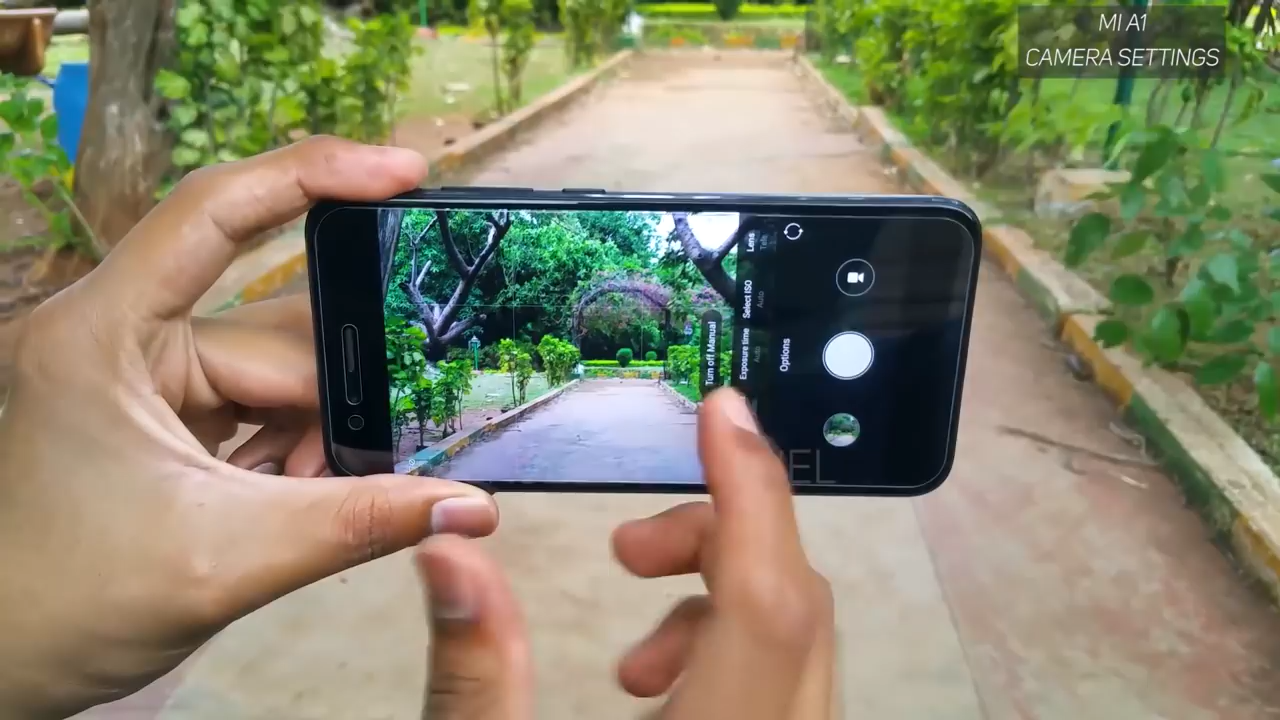 MI A1
CAMERA SETTINGS
Lens
Tele
Select ISO
Auto
Exposure time
Auto
Turn off Manual
Options